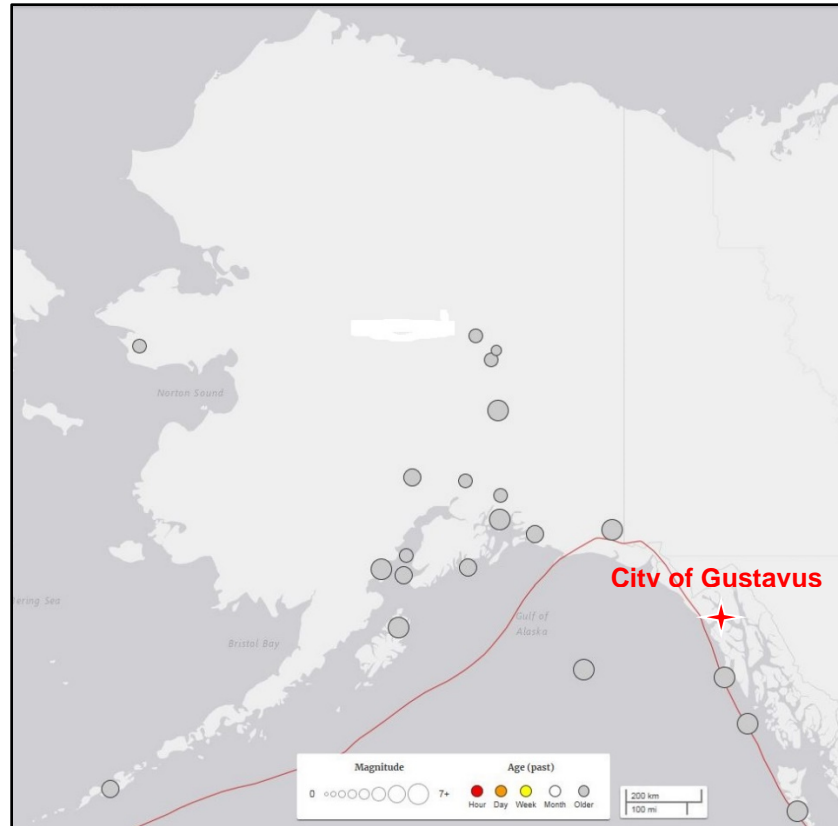 Norton Sound
City of Gustavus
tering Sea
Gulf of
Alaska
Bristol Bay
Magnitude
0
7+
Age (past)
Hour
Day
Week
Month
Older
200 km
100 mi